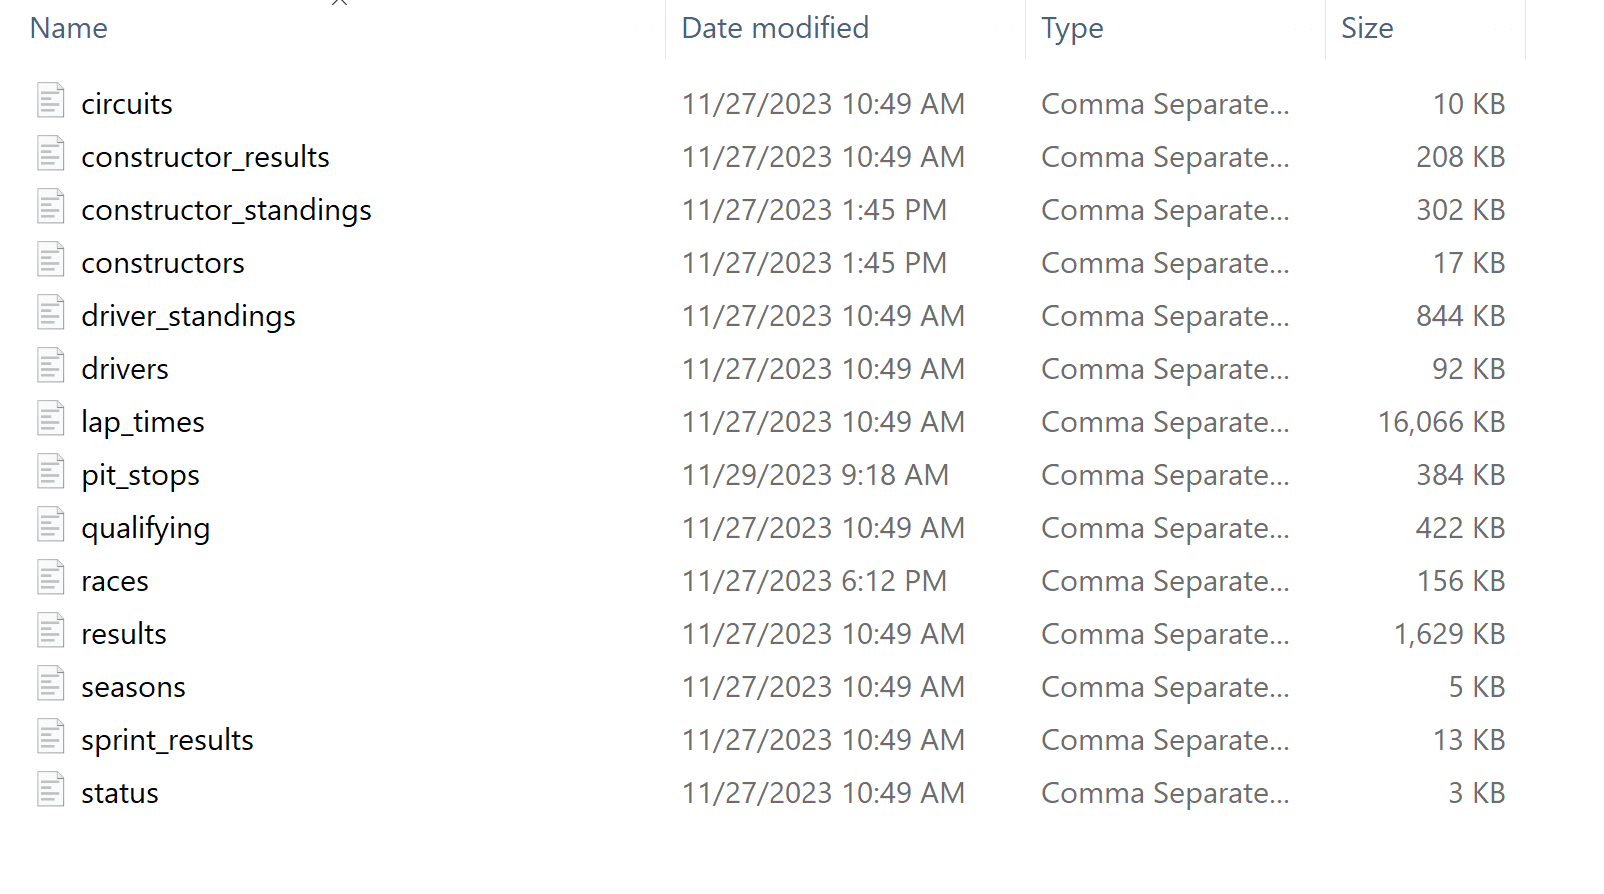 Name Date modified Type Size
circuits 11/27/2023 10:49 AM Comma Separate... 10 KB
constructor_results 11/27/2023 10:49 AM Comma Separate... 208 KB
constructor_standings 11/27/2023 1:45 PM Comma Separate... 302 KB
constructors 11/27/2023 1:45 PM Comma Separate... 17 KB
driver_standings 11/27/2023 10:49 AM Comma Separate... 844 KB
drivers 11/27/2023 10:49 AM Comma Separate... 92 KB
lap_times 11/27/2023 10:49 AM Comma Separate... 16,066 KB
pit_stops 11/29/2023 9:18 AM Comma Separate... 384 KB
qualifying 11/27/2023 10:49 AM Comma Separate... 422 KB
races 11/27/2023 6:12 PM Comma Separate... 156 KB
results 11/27/2023 10:49 AM Comma Separate... 1,629 KB
seasons 11/27/2023 10:49 AM Comma Separate... 5 KB
sprint_results 11/27/2023 10:49 AM Comma Separate... 13 KB
status 11/27/2023 10:49 AM Comma Separate... 3 KB